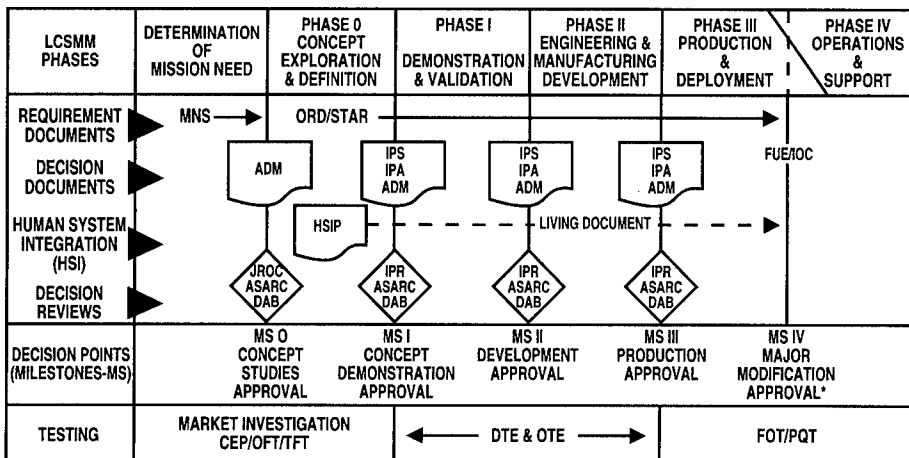 LCSMM
PHASES
DETERMINATION
OF
MISSION NEED
PHASE 0
CONCEPT
EXPLORATION
& DEFINITION
PHASE I
DEMONSTRATION
& VALIDATION
PHASE II
ENGINEERING &
MANUFACTURING
DEVELOPMENT
PHASE III
PRODUCTION
&
DEPLOYMENT
PHASE IV
OPERATIONS
&
SUPPORT
REQUIREMENT
DOCUMENTS
MNS
ORD/STAR
FUE/IOC
DECISION
DOCUMENTS
ADM
IPS
IPA
ADM
IPS
IPA
ADM
IPS
IPA
ADM
HUMAN SYSTEM
INTEGRATION
(HSI)
HSIP
LIVING DOCUMENT
DECISION
REVIEWS
JROC
ASARC
DAB
IPR
ASARC
DAB
IPR
ASARC
DAB
IPR
ASARC
DAB
DECISION POINTS
(MILESTONES-MS)
MS 0
CONCEPT
STUDIES
APPROVAL
MS I
CONCEPT
DEMONSTRATION
APPROVAL
MS II
DEVELOPMENT
APPROVAL
MS III
PRODUCTION
APPROVAL
MS IV
MAJOR
MODIFICATION
APPROVAL*
TESTING
MARKET INVESTIGATION
CEP/OFT/TFT
DTE & OTE
FOT/PQT